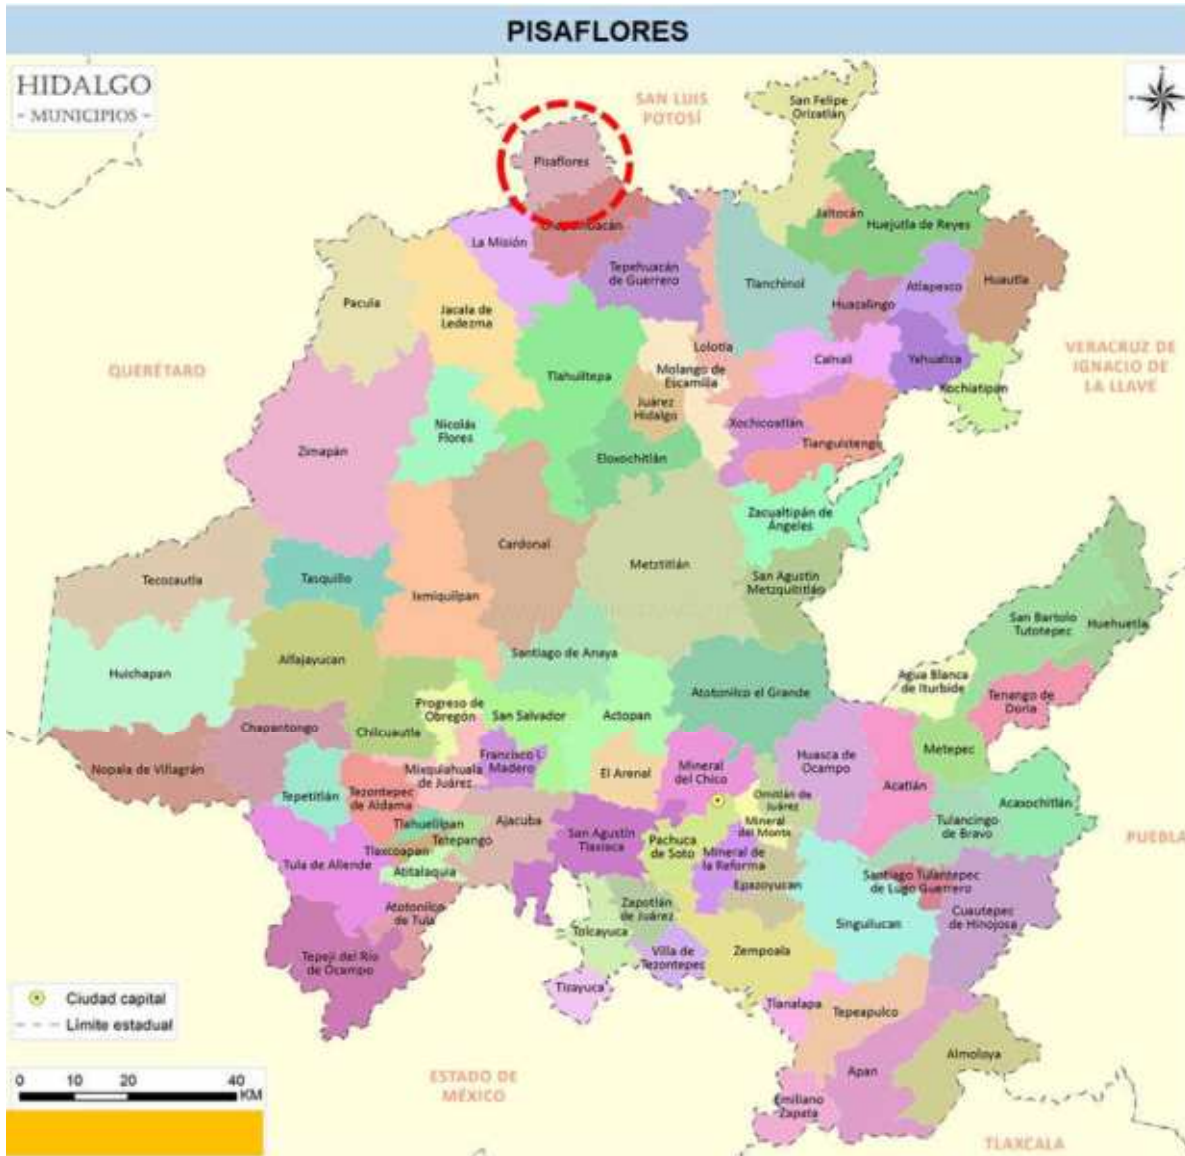 PISAFLORES
HIDALGO
- MUNICIPIOS -
SAN LUIS
POTOSÍ
San Felipe
Orizatlán
Pisaflores
Jaltocán
Huejutla de Reyes
La Misión
Tepehuacán
de Guerrero
Tlanchinol
Atlapexco
Huautla
Huazalingo
Pacula
Jacala de
Ledezma
Lolotla
Calnali
Yahualica
Xochiatipan
VERACRUZ DE
IGNACIO DE
LA LLAVE
QUERÉTARO
Tlahuiltepa
Molango de
Escamilla
Juárez
Hidalgo
Nicolás
Flores
Xochicoatlán
Tianguistengo
Zimapán
Eloxochitlán
Zacualtipán de
Ángeles
Cardonal
Metztitlán
San Agustín
Metzquititlán
Tecozautla
Tasquillo
Ixmiquilpan
San Bartolo
Tutotepec
Huehuetla
Huichapan
Alfajayucan
Santiago de Anaya
Agua Blanca
de Iturbide
Tenango de
Doria
Atotonilco el Grande
Progreso de
Obregón
San Salvador
Actopan
Chapantongo
Chilcuautla
Metepec
Nopala de Villagrán
Mixquiahuala
de Juárez
Francisco I.
Madero
El Arenal
Mineral
del Chico
Huasca de
Ocampo
Acatlán
Acaxochitlán
Tepetitlán
Tezontepec
de Aldama
Omitlán de
Juárez
Tlahuelilpan
Tetepango
Ajacuba
San Agustín
Tlaxiaca
Pachuca
de Soto
Mineral
del Monte
Mineral de
la Reforma
Tulancingo
de Bravo
PUEBLA
Tula de Allende
Tlaxcoapan
Atitalaquia
Epazoyucan
Santiago Tulantepec
de Lugo Guerrero
Atotonilco
de Tula
Zapotlán
de Juárez
Singuilucan
Cuautepec
de Hinojosa
Tolcayuca
Tepeji del Río
de Ocampo
Villa de
Tezontepec
Zempoala
Tizayuca
Tlanalapa
Tepeapulco
Ciudad capital
Límite estadual
Almoloya
Apan
0 10 20 40
KM
ESTADO DE
MÉXICO
Emiliano
Zapata
TLAXCALA